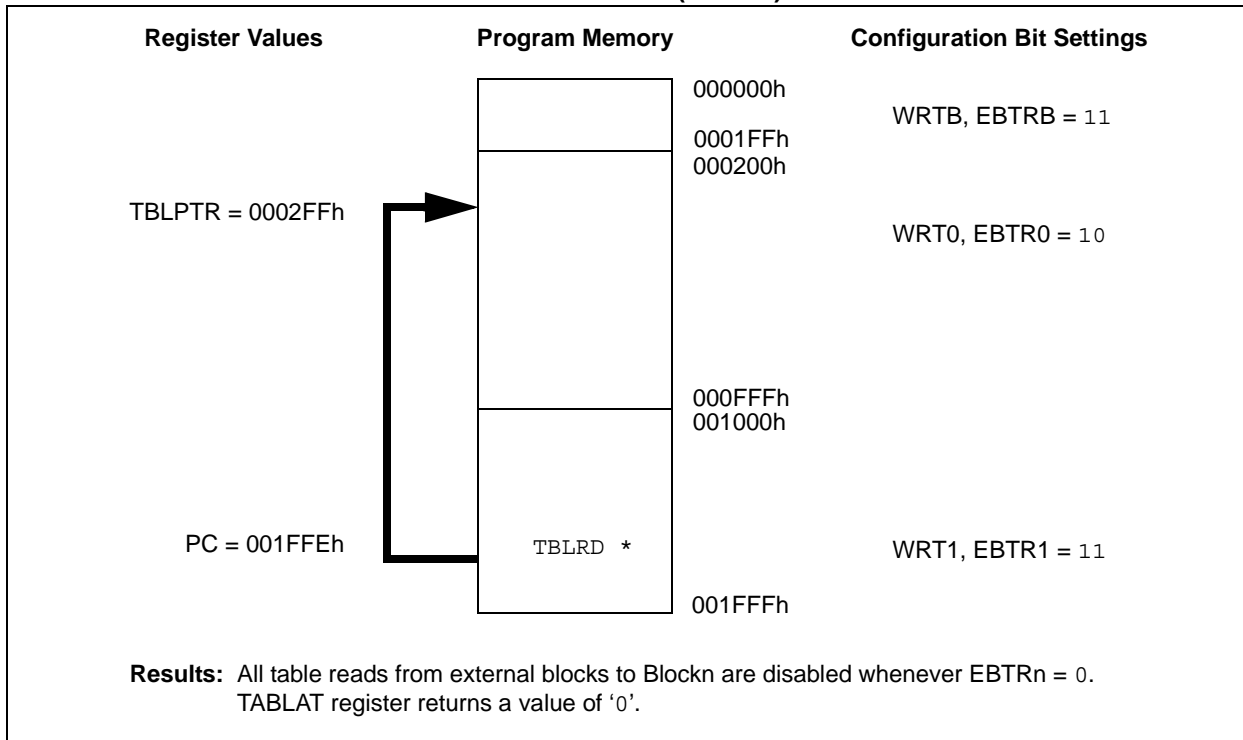 Register Values Program Memory Configuration Bit Settings
000000h
WRTB, EBTRB = 11
0001FFh
000200h
TBLPTR = 0002FFh
WRT0, EBTR0 = 10
000FFFh
001000h
PC = 001FFEh TBLRD * WRT1, EBTR1 = 11
001FFFh
Results: All table reads from external blocks to Blockn are disabled whenever EBTRn = 0.
TABLAT register returns a value of ‘0’.